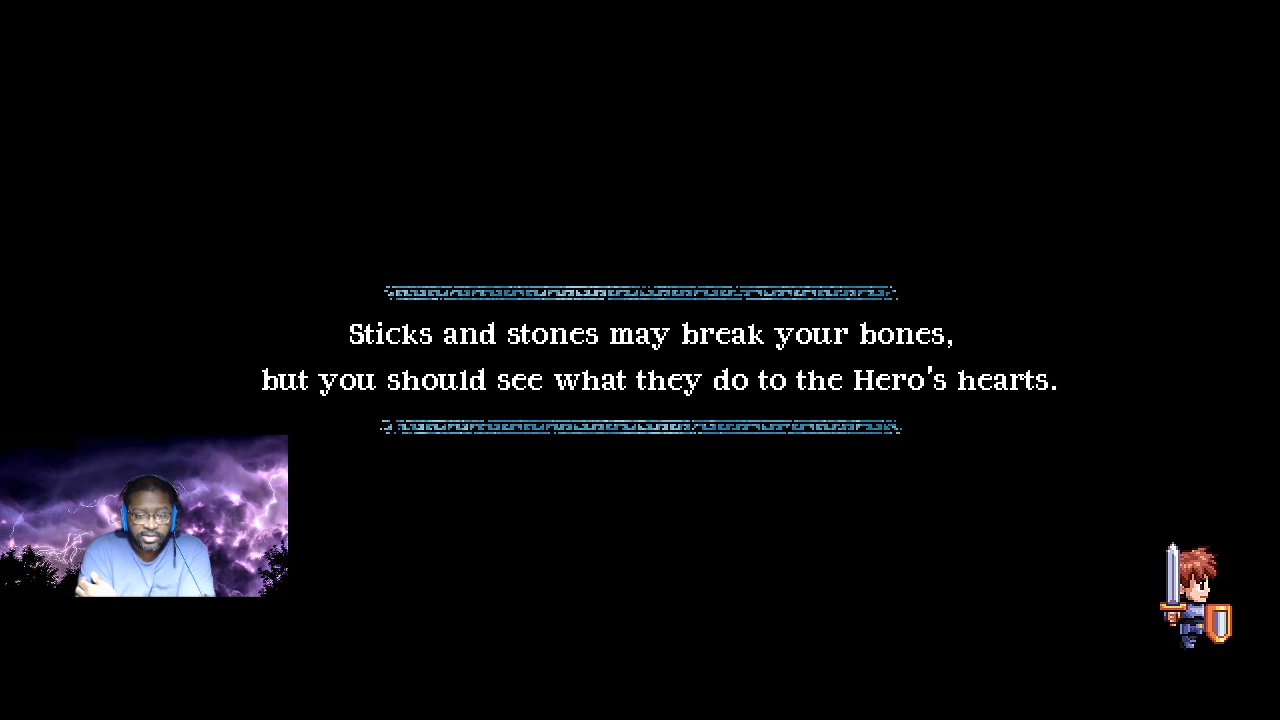 Sticks and stones may break your bones,
but you should see what they do to the Hero's hearts.